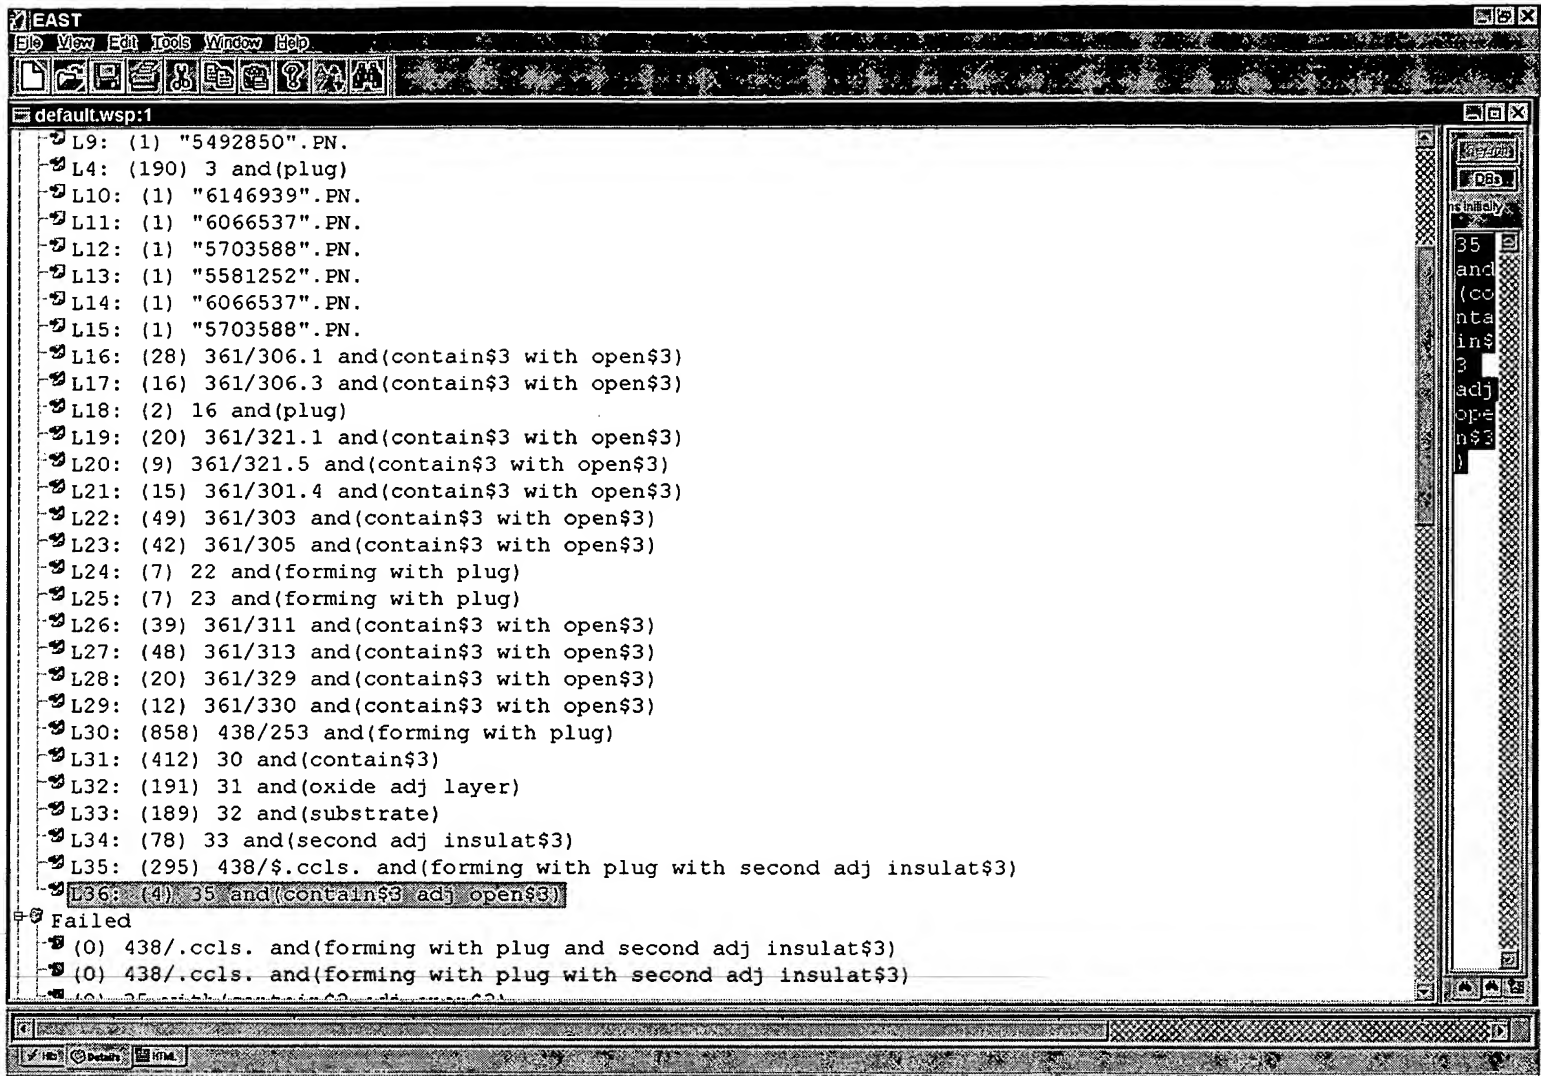 EAST
File View Edit Tools Window Help
default.wsp:1
L9: (1) "5492850".PN.
L4: (190) 3 and(plug)
L10: (1) "6146939".PN.
L11: (1) "6066537".PN.
L12: (1) "5703588".PN.
L13: (1) "5581252".PN.
L14: (1) "6066537".PN.
L15: (1) "5703588".PN.
L16: (28) 361/306.1 and(contain$3 with open$3)
L17: (16) 361/306.3 and(contain$3 with open$3)
L18: (2) 16 and(plug)
L19: (20) 361/321.1 and(contain$3 with open$3)
L20: (9) 361/321.5 and(contain$3 with open$3)
L21: (15) 361/301.4 and(contain$3 with open$3)
L22: (49) 361/303 and(contain$3 with open$3)
L23: (42) 361/305 and(contain$3 with open$3)
L24: (7) 22 and(forming with plug)
L25: (7) 23 and(forming with plug)
L26: (39) 361/311 and(contain$3 with open$3)
L27: (48) 361/313 and(contain$3 with open$3)
L28: (20) 361/329 and(contain$3 with open$3)
L29: (12) 361/330 and(contain$3 with open$3)
L30: (858) 438/253 and(forming with plug)
L31: (412) 30 and(contain$3)
L32: (191) 31 and(oxide adj layer)
L33: (189) 32 and(substrate)
L34: (78) 33 and(second adj insulat$3)
L35: (295) 438/$.ccls. and(forming with plug with second adj insulat$3)
L36: (4) 35 and(contain$3 adj open$3)
Failed
(0) 438/.ccls. and(forming with plug and second adj insulat$3)
(0) 438/.ccls. and(forming with plug with second adj insulat$3)
DBs
ns initially
35
and
(co
nta
in$
3
adj
ope
n$3
)
Details
HTML